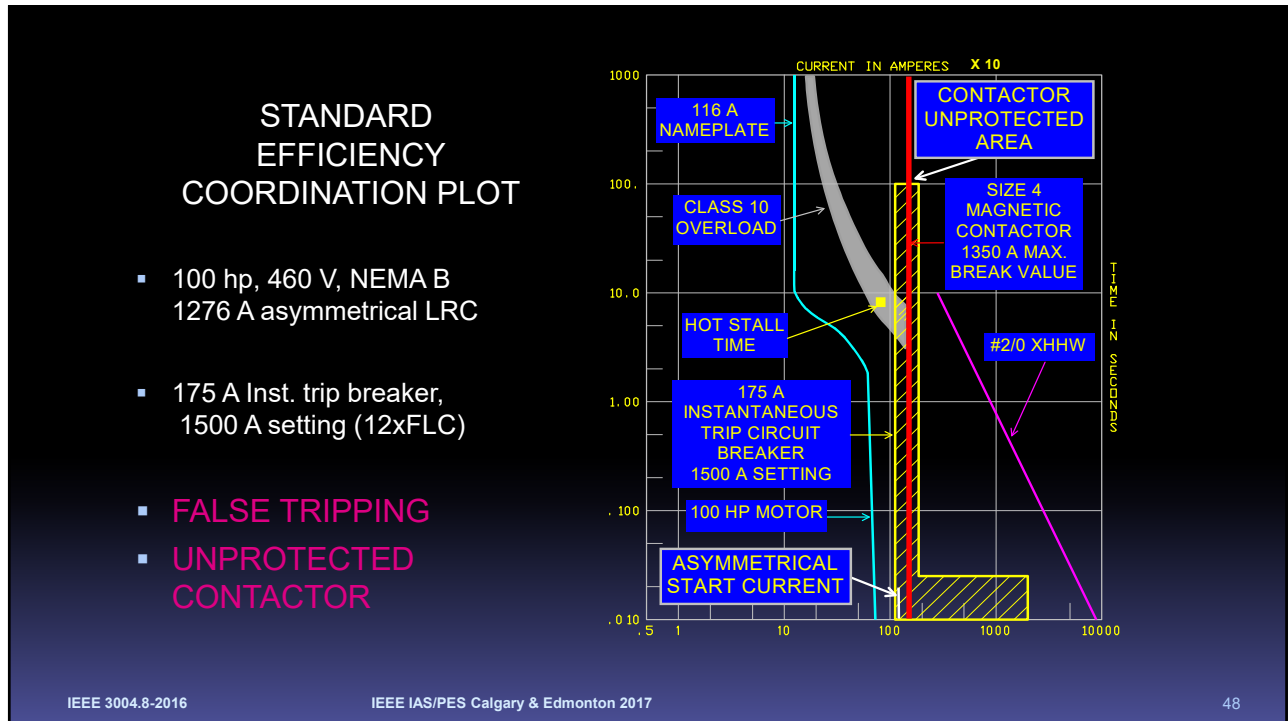 STANDARD
EFFICIENCY
COORDINATION PLOT
100 hp, 460 V, NEMA B
1276 A asymmetrical LRC
175 A Inst. trip breaker,
1500 A setting (12xFLC)
FALSE TRIPPING
UNPROTECTED
CONTACTOR
CURRENT IN AMPERES X 10
1000
100.
10.0
1.00
.100
.010
116 A
NAMEPLATE
CLASS 10
OVERLOAD
HOT STALL
TIME
175 A
INSTANTANEOUS
TRIP CIRCUIT
BREAKER
1500 A SETTING
100 HP MOTOR
ASYMMETRICAL
START CURRENT
CONTACTOR
UNPROTECTED
AREA
SIZE 4
MAGNETIC
CONTACTOR
1350 A MAX.
BREAK VALUE
#2/0 XHHW
TIME IN SECONDS
.5 1 10 100 1000 10000
IEEE 3004.8-2016 IEEE IAS/PES Calgary & Edmonton 2017 48